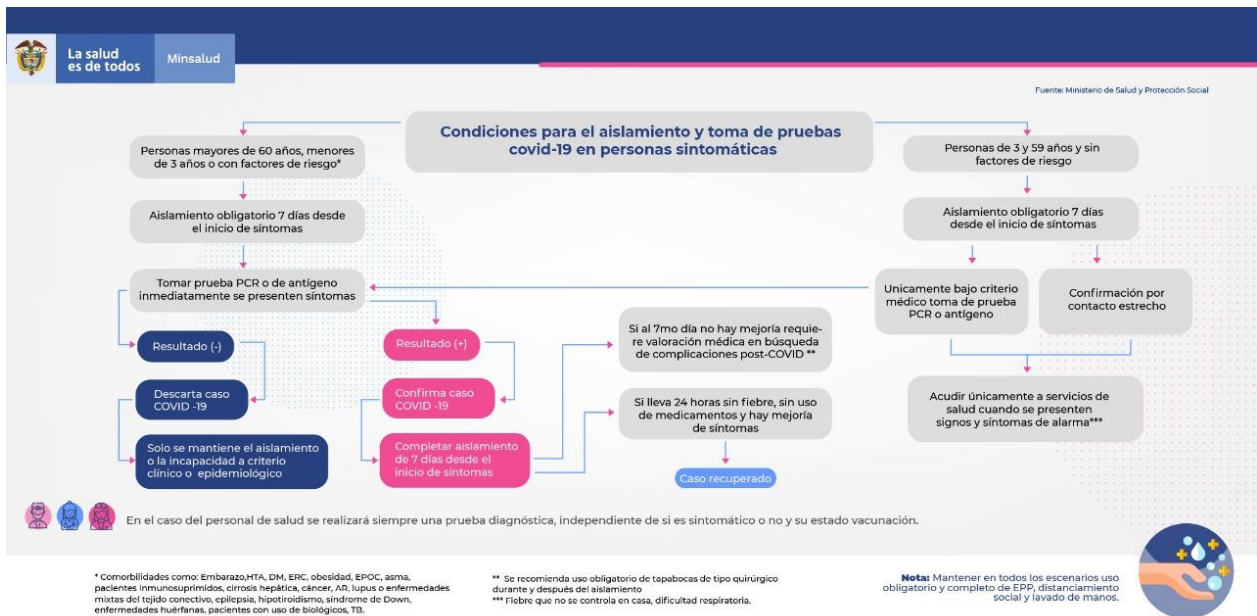 La salud
es de todos
Minsalud
Fuente: Ministerio de Salud y Protección Social
Condiciones para el aislamiento y toma de pruebas
covid-19 en personas sintomáticas
Personas mayores de 60 años, menores
de 3 años o con factores de riesgo*
Aislamiento obligatorio 7 días desde
el inicio de síntomas
Tomar prueba PCR o de antígeno
inmediatamente se presenten síntomas
Resultado (-)
Descarta caso
COVID -19
Solo se mantiene el aislamiento
o la incapacidad a criterio
clínico o epidemiológico
Resultado (+)
Confirma caso
COVID -19
Completar aislamiento
de 7 días desde el
inicio de síntomas
Si al 7mo día no hay mejoría requie-
re valoración médica en búsqueda
de complicaciones post-COVID **
Si lleva 24 horas sin fiebre, sin uso
de medicamentos y hay mejoría
de síntomas
Caso recuperado
Personas de 3 y 59 años y sin
factores de riesgo
Aislamiento obligatorio 7 días
desde el inicio de síntomas
Unicamente bajo criterio
médico toma de prueba
PCR o antígeno
Confirmación por
contacto estrecho
Acudir únicamente a servicios de
salud cuando se presenten
signos y síntomas de alarma***
En el caso del personal de salud se realizará siempre una prueba diagnóstica, independiente de si es sintomático o no y su estado vacunación.
* Comorbilidades como: Embarazo,HTA, DM, ERC, obesidad, EPOC, asma,
pacientes inmunosuprimidos, cirrosis hepática, cáncer, AR, lupus o enfermedades
mixtas del tejido conectivo, epilepsia, hipotiroidismo, síndrome de Down,
enfermedades huérfanas, pacientes con uso de biológicos, TB.
** Se recomienda uso obligatorio de tapabocas de tipo quirúrgico
durante y después del aislamiento
*** Fiebre que no se controla en casa, dificultad respiratoria.
Nota: Mantener en todos los escenarios uso
obligatorio y completo de EPP, distanciamiento
social y lavado de manos.